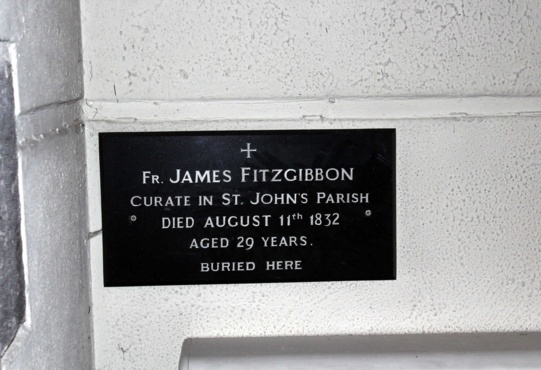 Fr. James Fitzgibbon
Curate in St. John's Parish
Died August 11th 1832
Aged 29 years.
Buried here